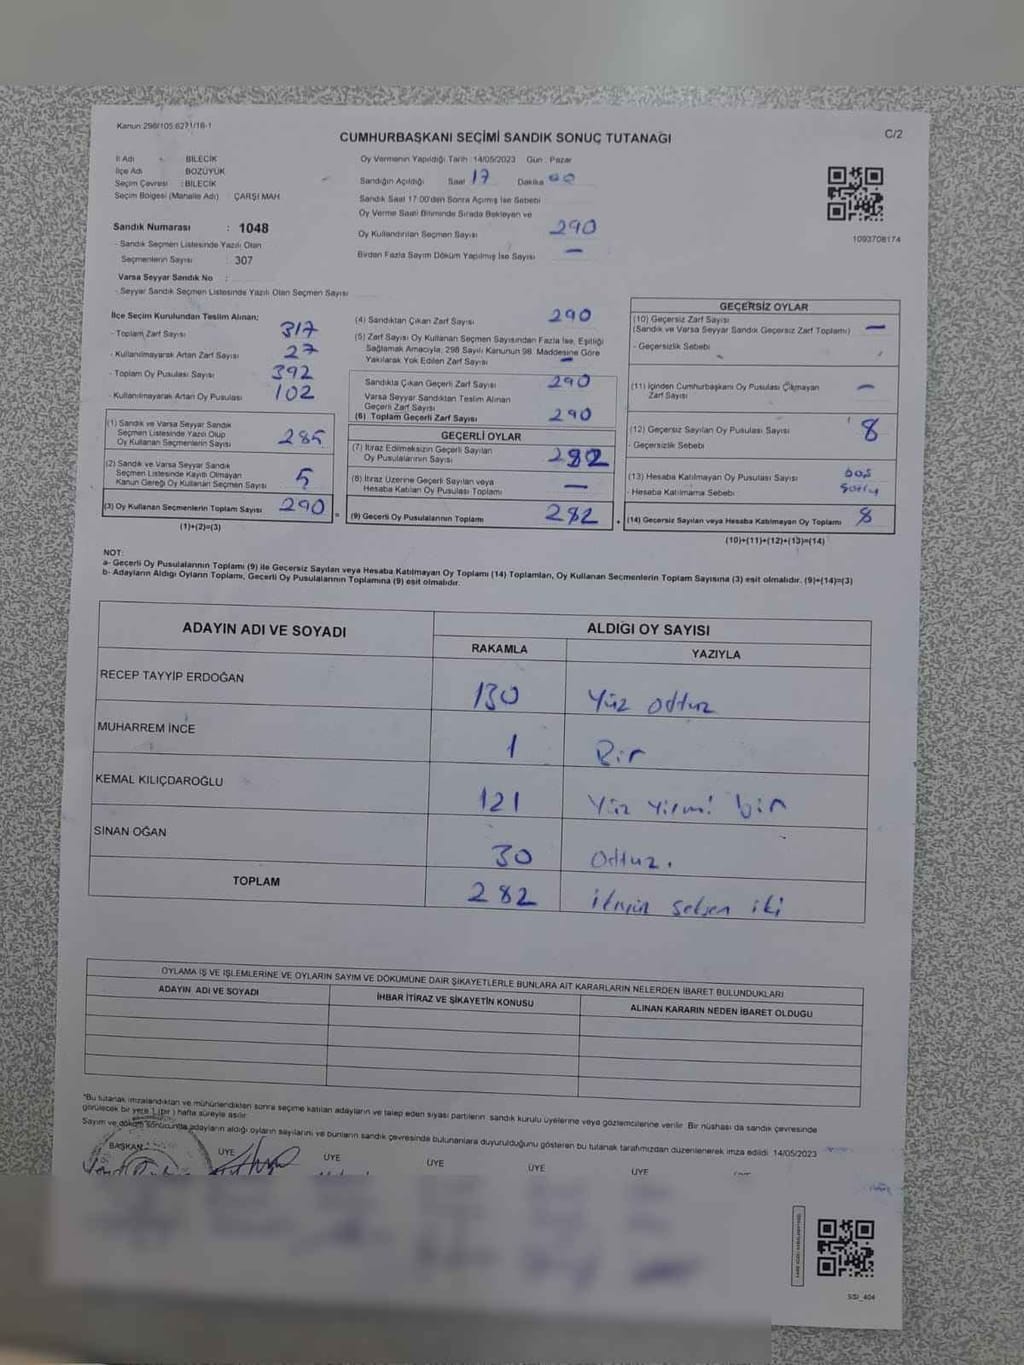 Kanun 298/105.6271/16-1
C/2
CUMHURBAŞKANI SEÇİMİ SANDIK SONUÇ TUTANAĞI
İl Adı : BİLECİK
İlçe Adı BOZÜYÜK
Seçim Çevresi : BİLECİK
Seçim Bölgesi (Mahalle Adı) : ÇARŞI MAH
Sandık Numarası : 1048
- Sandık Seçmen Listesinde Yazılı Olan
Seçmenlerin Sayısı : 307
Varsa Seyyar Sandık No :
- Seyyar Sandık Seçmen Listesinde Yazılı Olan Seçmen Sayısı
Oy Vermenin Yapıldığı Tarih : 14/05/2023 Gün : Pazar
Sandığın Açıldığı Saat 17 Dakika 00
Sandık Saat 17:00'den Sonra Açılmış İse Sebebi
Oy Verme Saati Bitiminde Sırada Bekleyen ve
Oy Kullandırılan Seçmen Sayısı 290
Birden Fazla Sayım Döküm Yapılmış İse Sayısı —
1093708174
İlçe Seçim Kurulundan Teslim Alınan:
- Toplam Zarf Sayısı 317
- Kullanılmayarak Artan Zarf Sayısı 27
- Toplam Oy Pusulası Sayısı 392
- Kullanılmayarak Artan Oy Pusulası 102
(1) Sandık ve Varsa Seyyar Sandık
Seçmen Listesinde Yazılı Olup
Oy Kullanan Seçmenlerin Sayısı 285
(2) Sandık ve Varsa Seyyar Sandık
Seçmen Listesinde Kayıtlı Olmayan
Kanun Gereği Oy Kullanan Seçmen Sayısı 5
(3) Oy Kullanan Seçmenlerin Toplam Sayısı 290
(1)+(2)=(3)
(4) Sandıktan Çıkan Zarf Sayısı 290
(5) Zarf Sayısı Oy Kullanan Seçmen Sayısından Fazla İse, Eşitliği
Sağlamak Amacıyla, 298 Sayılı Kanunun 98. Maddesine Göre
Yakılarak Yok Edilen Zarf Sayısı —
Sandıkta Çıkan Geçerli Zarf Sayısı 290
Varsa Seyyar Sandıktan Teslim Alınan
Geçerli Zarf Sayısı
(6) Toplam Geçerli Zarf Sayısı 290
GEÇERLİ OYLAR
(7) İtiraz Edilmeksizin Geçerli Sayılan
Oy Pusulalarının Sayısı 282
(8) İtiraz Üzerine Geçerli Sayılan veya
Hesaba Katılan Oy Pusulası Toplamı —
(9) Geçerli Oy Pusulalarının Toplamı 282
GEÇERSİZ OYLAR
(10) Geçersiz Zarf Sayısı
(Sandık ve Varsa Seyyar Sandık Geçersiz Zarf Toplamı) —
- Geçersizlik Sebebi
(11) İçinden Cumhurbaşkanı Oy Pusulası Çıkmayan
Zarf Sayısı —
(12) Geçersiz Sayılan Oy Pusulası Sayısı 8
- Geçersizlik Sebebi
(13) Hesaba Katılmayan Oy Pusulası Sayısı boş
- Hesaba Katılmama Sebebi
(14) Geçersiz Sayılan veya Hesaba Katılmayan Oy Toplamı 8
(10)+(11)+(12)+(13)=(14)
NOT:
a- Geçerli Oy Pusulalarının Toplamı (9) ile Geçersiz Sayılan veya Hesaba Katılmayan Oy Toplamı (14) Toplamları, Oy Kullanan Seçmenlerin Toplam Sayısına (3) eşit olmalıdır. (9)+(14)=(3)
b- Adayların Aldığı Oyların Toplamı, Geçerli Oy Pusulalarının Toplamına (9) eşit olmalıdır.
ADAYIN ADI VE SOYADI ALDIĞI OY SAYISI
RAKAMLA YAZIYLA
RECEP TAYYİP ERDOĞAN 130 Yüz ottuz
MUHARREM İNCE 1 Bir
KEMAL KILIÇDAROĞLU 121 Yüz Yirmi bir
SİNAN OĞAN 30 Ottuz.
TOPLAM 282 iki seksen iki
OYLAMA İŞ VE İŞLEMLERİNE VE OYLARIN SAYIM VE DÖKÜMÜNE DAİR ŞİKAYETLERLE BUNLARA AİT KARARLARIN NELERDEN İBARET BULUNDUKLARI
ADAYIN ADI VE SOYADI İHBAR İTİRAZ VE ŞİKAYETİN KONUSU ALINAN KARARIN NEDEN İBARET OLDUĞU
*Bu tutanak imzalandıktan ve mühürlendikten sonra seçime katılan adayların ve talep eden siyasi partilerin sandık kurulu üyelerine veya gözlemcilerine verilir. Bir nüshası da sandık çevresinde
görülecek bir yere 1 (bir) hafta süreyle asılır.
Sayım ve döküm sonucunda adayların aldığı oyların sayılarını ve bunların sandık çevresinde bulunanlara duyurulduğunu gösteren bu tutanak tarafımızdan düzenlenerek imza edildi. 14/05/2023
BAŞKAN ÜYE ÜYE ÜYE ÜYE ÜYE
SSI_404